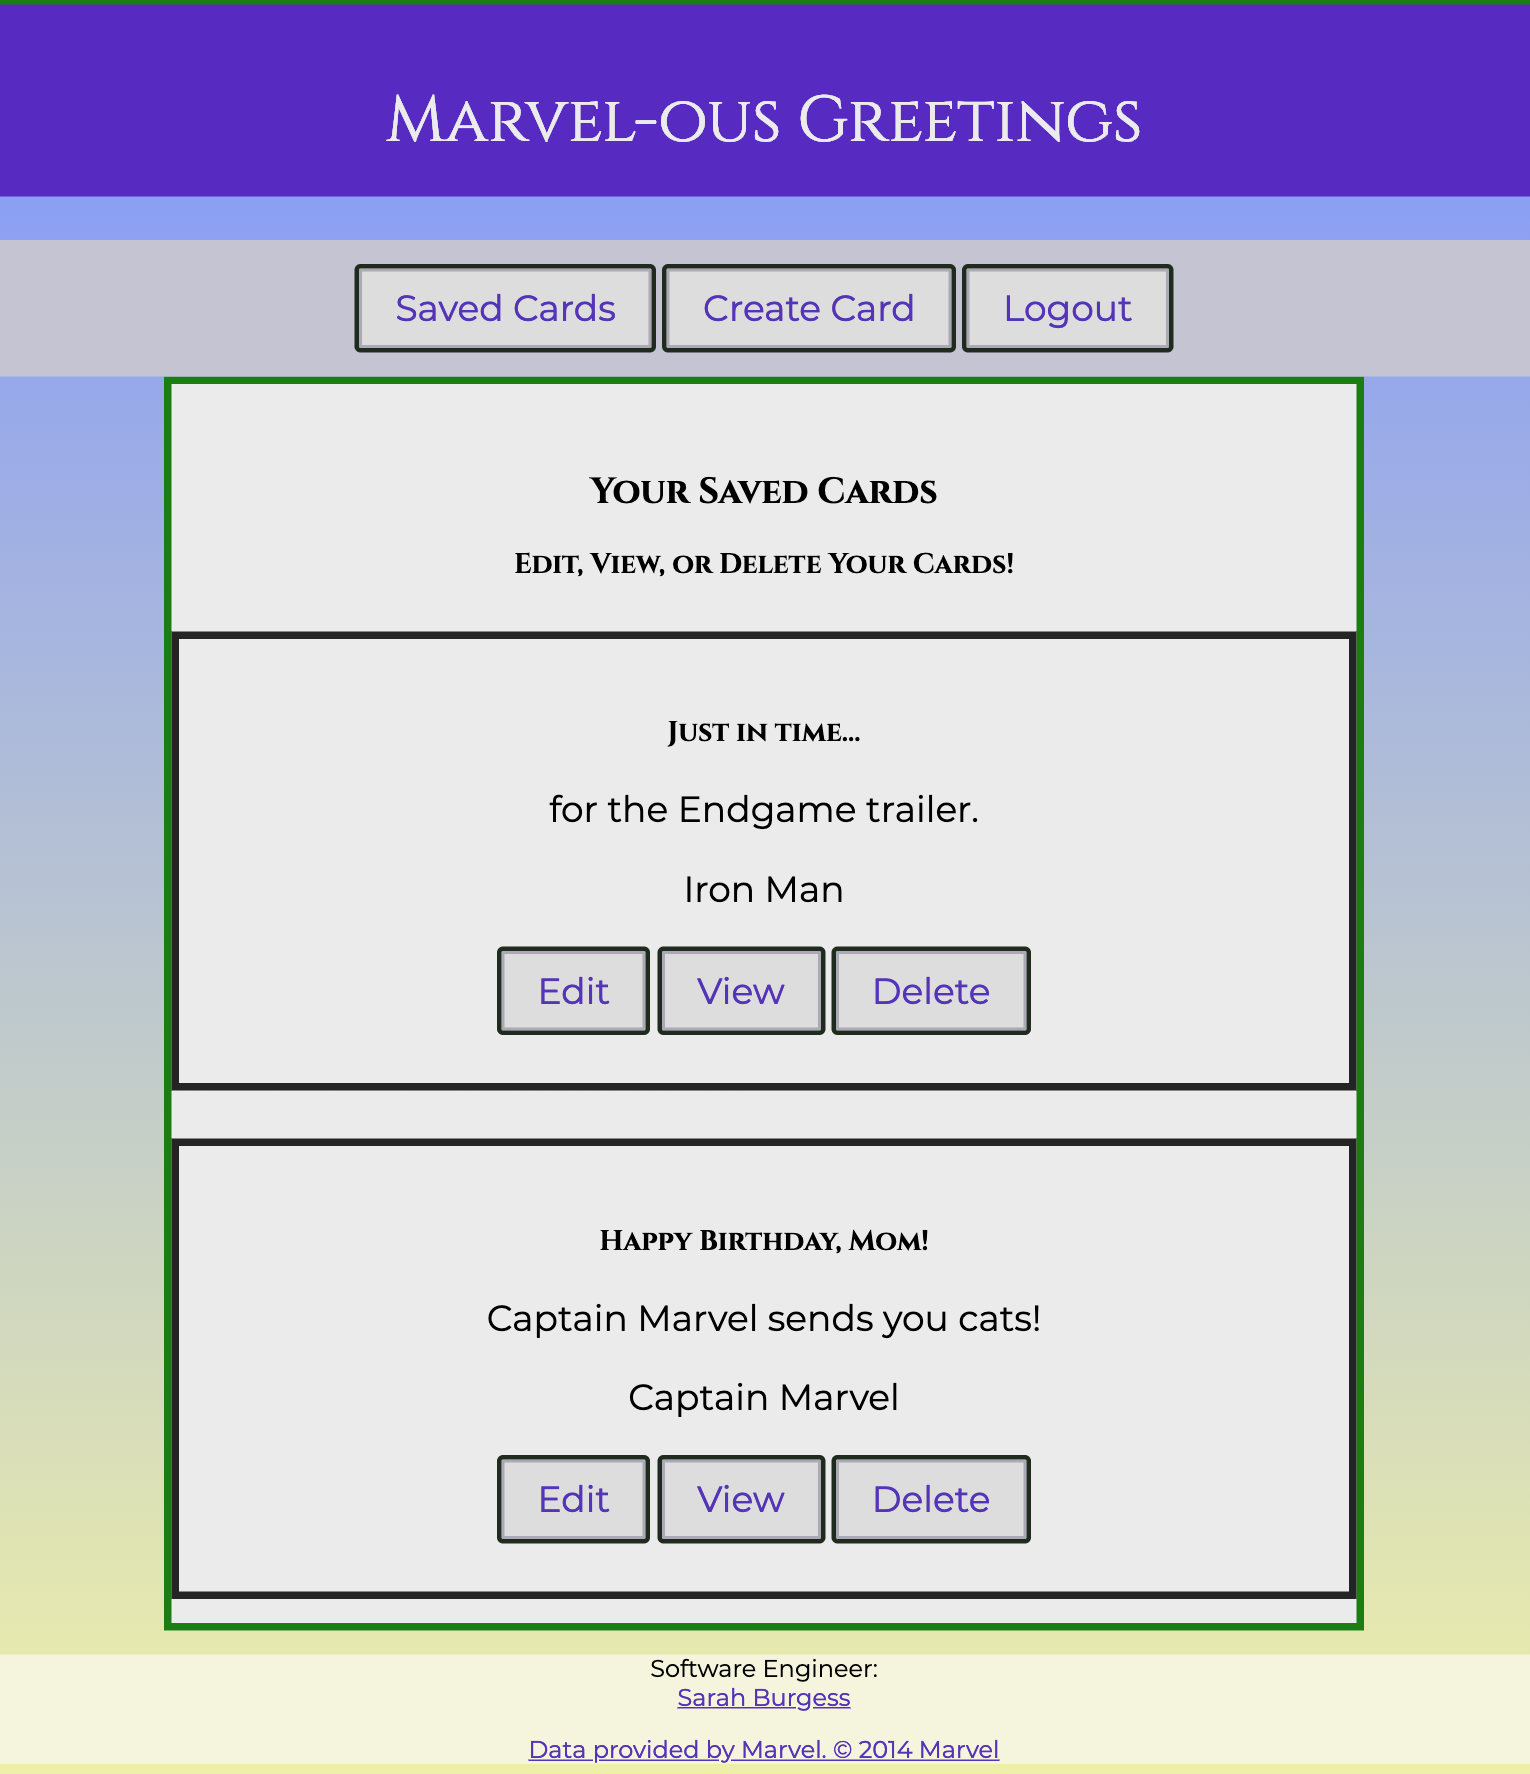 Marvel-ous Greetings
Saved Cards Create Card Logout
Your Saved Cards
Edit, View, or Delete Your Cards!
Just in time...
for the Endgame trailer.
Iron Man
Edit View Delete
Happy Birthday, Mom!
Captain Marvel sends you cats!
Captain Marvel
Edit View Delete
Software Engineer:
Sarah Burgess
Data provided by Marvel. © 2014 Marvel